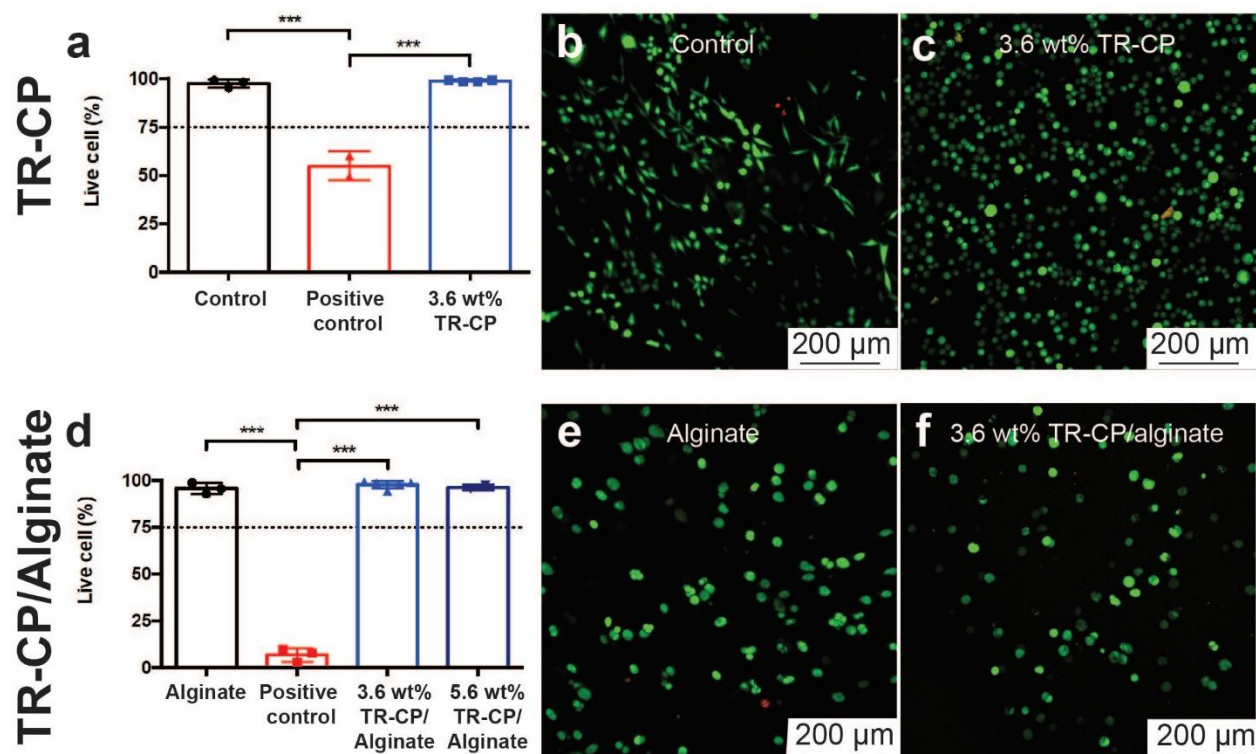 TR-CP
a
***
***
Live cell (%)
100
75
50
25
0
Control
Positive
control
3.6 wt%
TR-CP
b
Control
200 µm
c
3.6 wt% TR-CP
200 µm
TR-CP/Alginate
d
***
***
***
Live cell (%)
100
75
50
25
0
Alginate
Positive
control
3.6 wt%
TR-CP/
Alginate
5.6 wt%
TR-CP/
Alginate
e
Alginate
200 µm
f
3.6 wt% TR-CP/alginate
200 µm